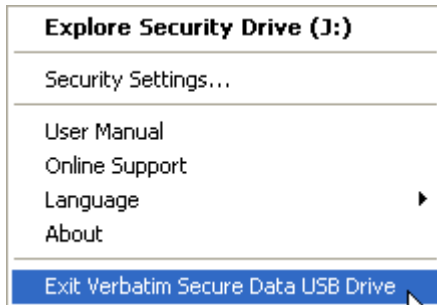 Explore Security Drive (J:)
Security Settings...
User Manual
Online Support
Language
About
Exit Verbatim Secure Data USB Drive